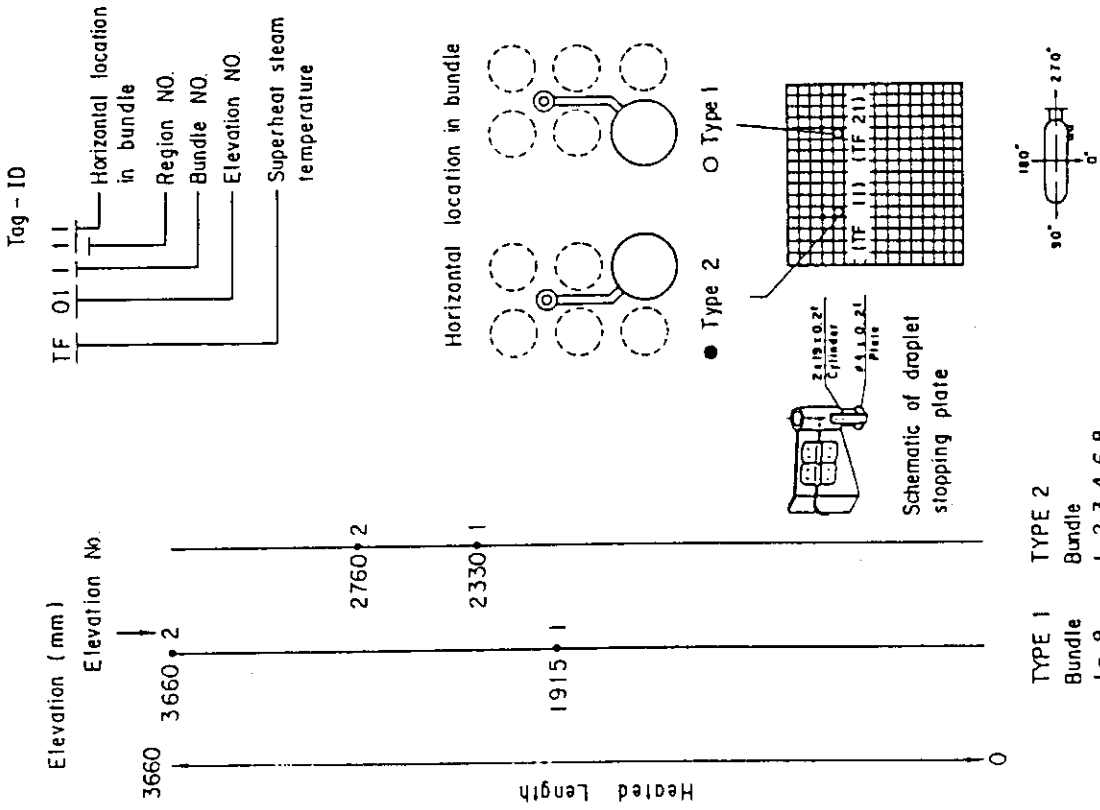 Tag-ID
TF 01 1 11
Horizontal location
in bundle
Region NO.
Bundle NO.
Elevation NO.
Superheat steam
temperature
Elevation (mm)
Elevation No.
3660
3660 2
1915 1
2760 2
2330 1
Heated Length
0
TYPE 1
Bundle
TYPE 2
Bundle
Horizontal location in bundle
● Type 2
○ Type 1
(TF 11)
(TF 21)
Cylinder
Plate
Schematic of droplet
stopping plate
180°
90°
270°
0°